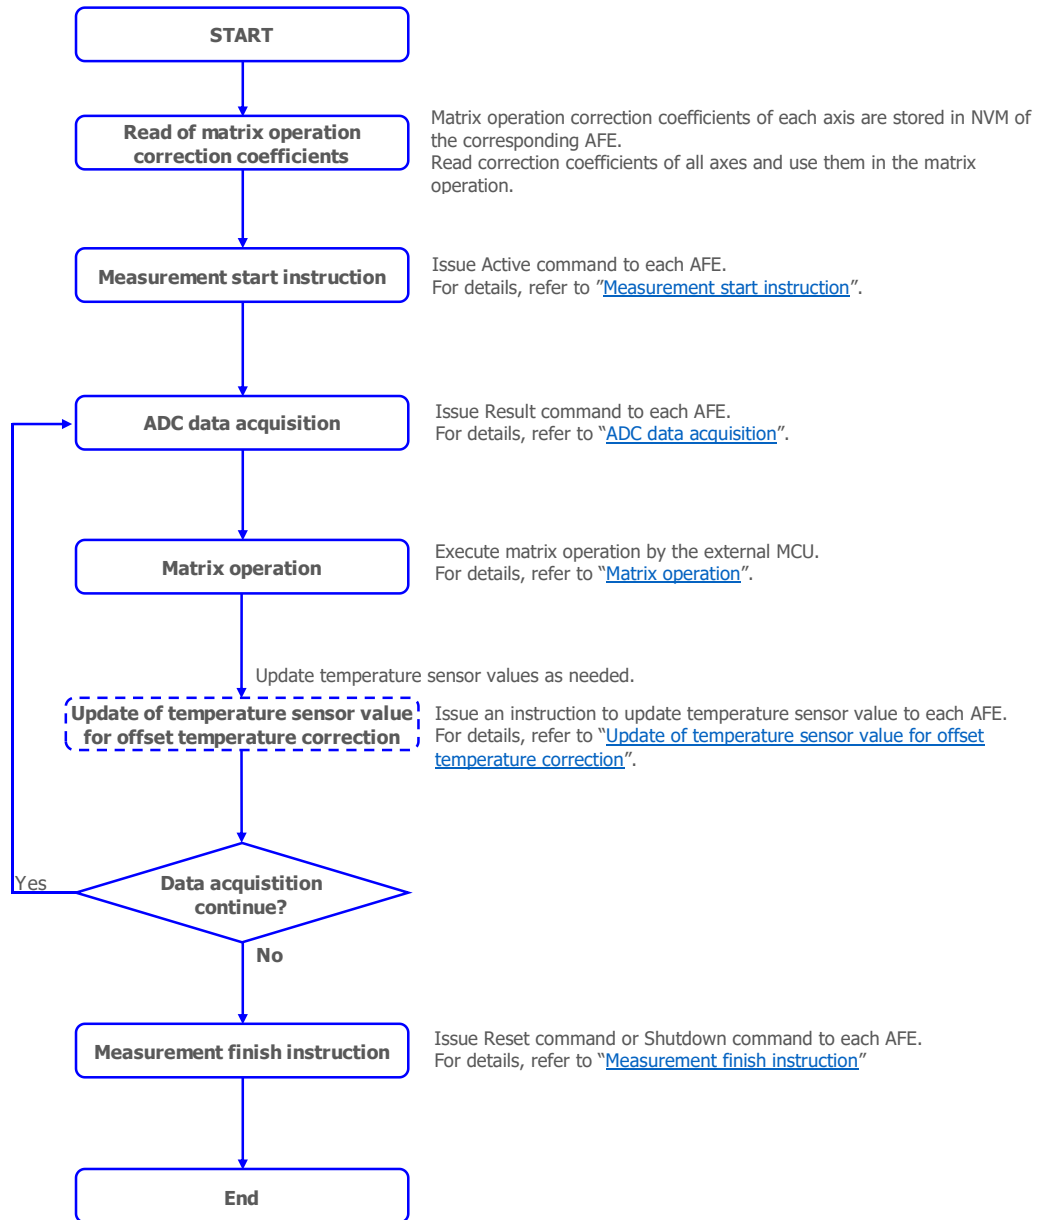 START
Read of matrix operation
correction coefficients
Matrix operation correction coefficients of each axis are stored in NVM of
the corresponding AFE.
Read correction coefficients of all axes and use them in the matrix
operation.
Measurement start instruction
Issue Active command to each AFE.
For details, refer to ”Measurement start instruction”.
ADC data acquisition
Issue Result command to each AFE.
For details, refer to “ADC data acquisition”.
Matrix operation
Execute matrix operation by the external MCU.
For details, refer to “Matrix operation”.
Update temperature sensor values as needed.
Update of temperature sensor value
for offset temperature correction
Issue an instruction to update temperature sensor value to each AFE.
For details, refer to “Update of temperature sensor value for offset
temperature correction”.
Yes
Data acquistition
continue?
No
Measurement finish instruction
Issue Reset command or Shutdown command to each AFE.
For details, refer to “Measurement finish instruction”
End